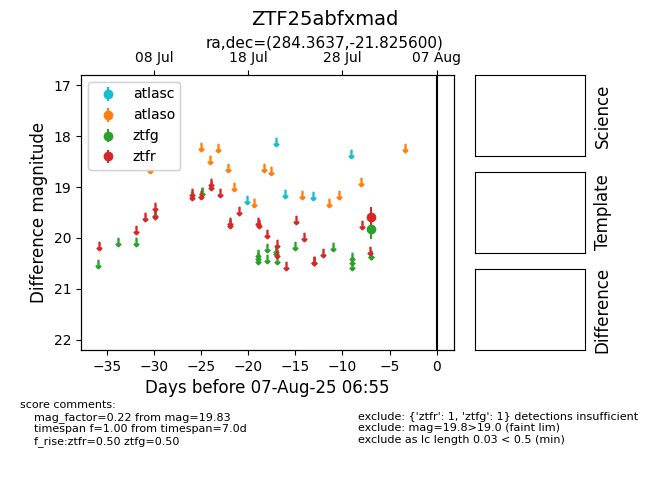 ZTF25abfxmad
ra,dec=(284.3637,-21.825600)
08 Jul 18 Jul 28 Jul 07 Aug
atlasc
atlaso
ztfg
ztfr
17
18
19
20
21
22
Difference magnitude
−35 −30 −25 −20 −15 −10 −5 0
Days before 07-Aug-25 06:55
Science
Template
Difference
score comments:
mag_factor=0.22 from mag=19.83
timespan f=1.00 from timespan=7.0d
f_rise:ztfr=0.50 ztfg=0.50
exclude: {'ztfr': 1, 'ztfg': 1} detections insufficient
exclude: mag=19.8>19.0 (faint lim)
exclude as lc length 0.03 < 0.5 (min)